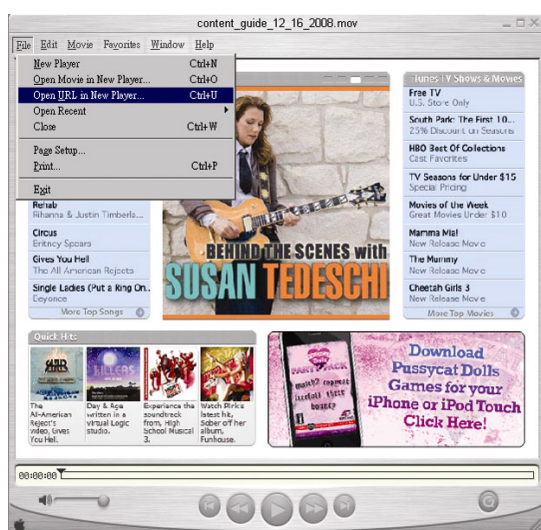 content_guide_12_16_2008.mov
File Edit Movie Favorites Window Help
New Player Ctrl+N
Open Movie in New Player... Ctrl+O
Open URL in New Player... Ctrl+U
Open Recent
Close Ctrl+W
Page Setup...
Print... Ctrl+P
Exit
Rehab
Rihanna & Justin Timberla...
Circus
Britney Spears
Gives You Hell
The All American Rejects
Single Ladies (Put a Ring On..
Beyonce
More Top Songs
BEHIND THE SCENES with
SUSAN TEDESCHI
iTunes TV Shows & Movies
Free TV
U.S. Store Only
South Park: The First 10...
25% Discount on Seasons
HBO Best Of Collections
Cast Favorites
TV Seasons for Under $15
Special Pricing
Movies of the Week
Great Movies Under $10
Mamma Mia!
New Release Movie
The Mummy
New Release Movie
Cheetah Girls 3
New Release Movie
More Top Movies
Quick Hits
KILLERS
The
All-American
Reject's
video, Gives
You Hell.
Day & Age
written in a
virtual Logic
studio.
Experience the
soundtrack
from, High
School Musical
3.
Watch P!nk's
latest hit,
Sober off her
album,
Funhouse.
PARTY PACK
Download
Pussycat Dolls
Games for your
iPhone or iPod Touch
Click Here!
00:00:00